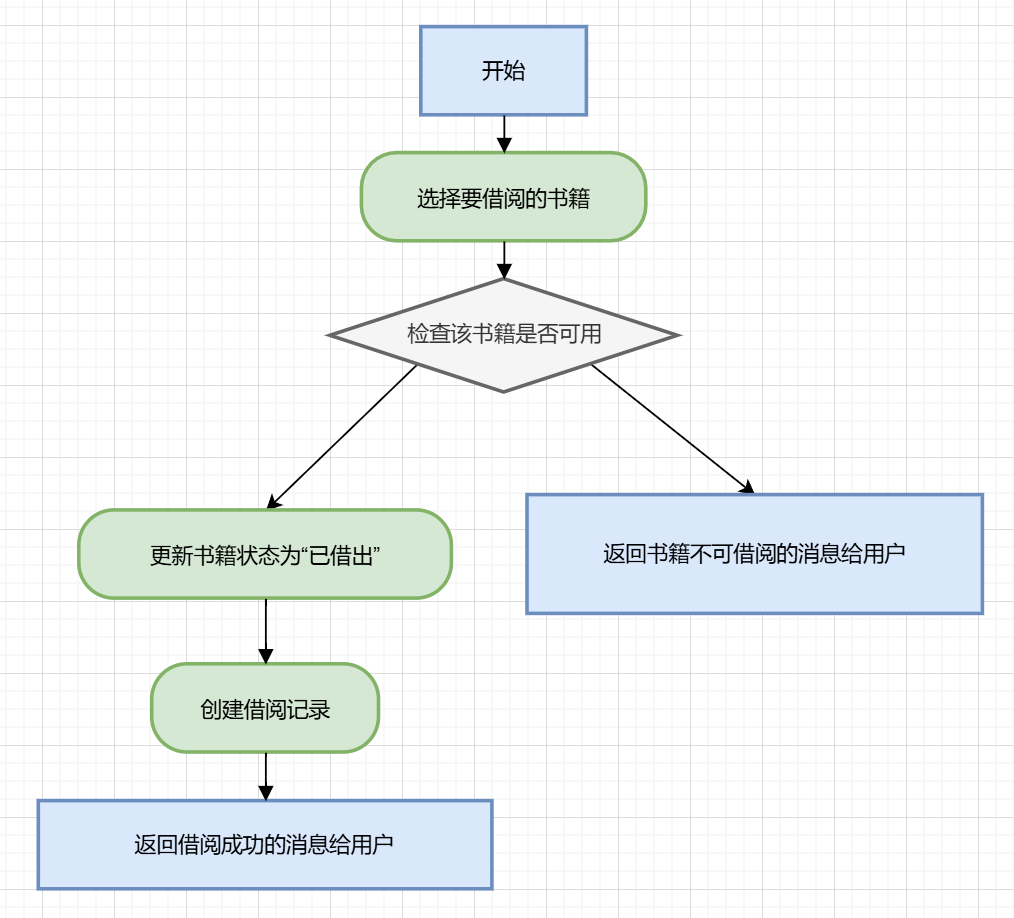 开始
选择要借阅的书籍
检查该书籍是否可用
更新书籍状态为“已借出”
返回书籍不可借阅的消息给用户
创建借阅记录
返回借阅成功的消息给用户